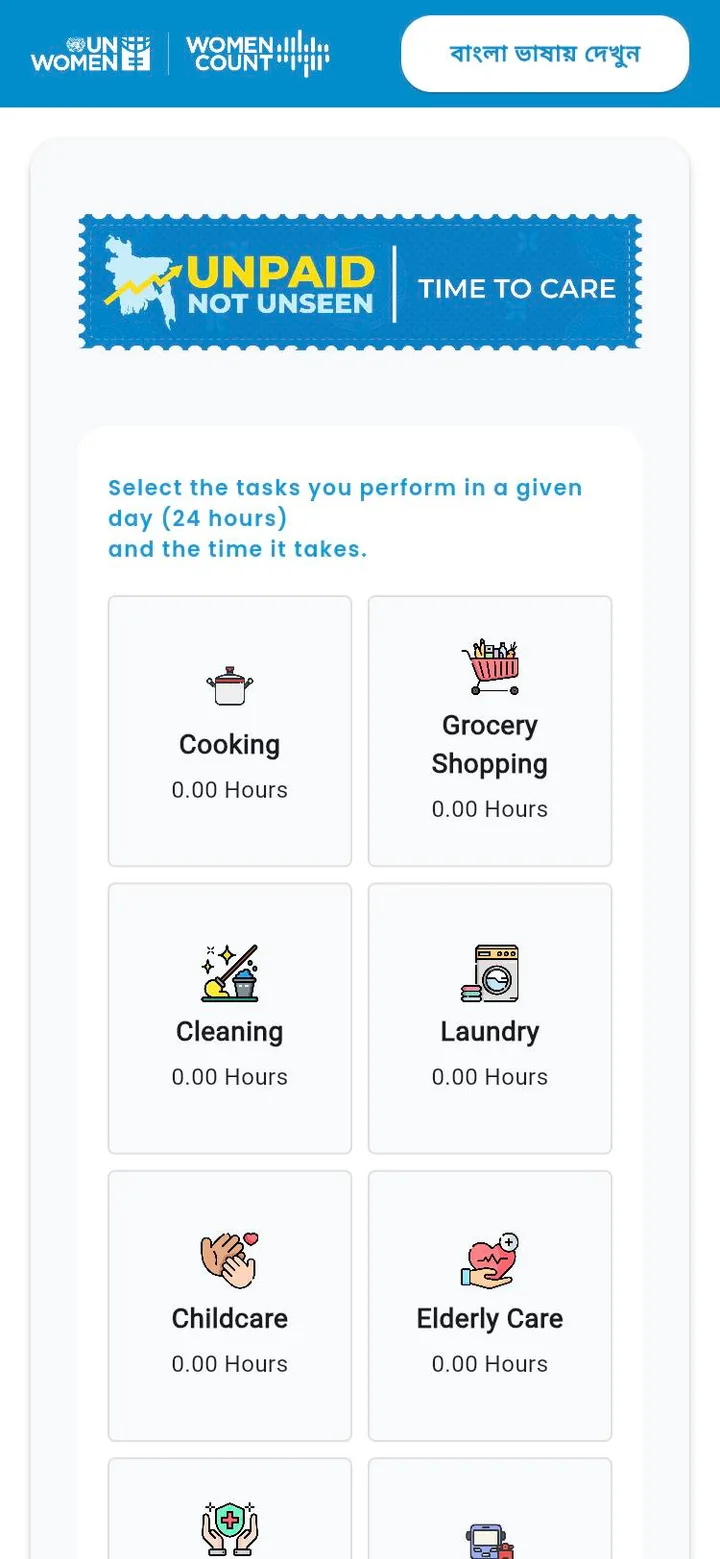 UN
WOMEN
WOMEN
COUNT
বাংলা ভাষায় দেখুন
UNPAID
NOT UNSEEN
TIME TO CARE
Select the tasks you perform in a given
day (24 hours)
and the time it takes.
Cooking
0.00 Hours
Grocery
Shopping
0.00 Hours
Cleaning
0.00 Hours
Laundry
0.00 Hours
Childcare
0.00 Hours
Elderly Care
0.00 Hours